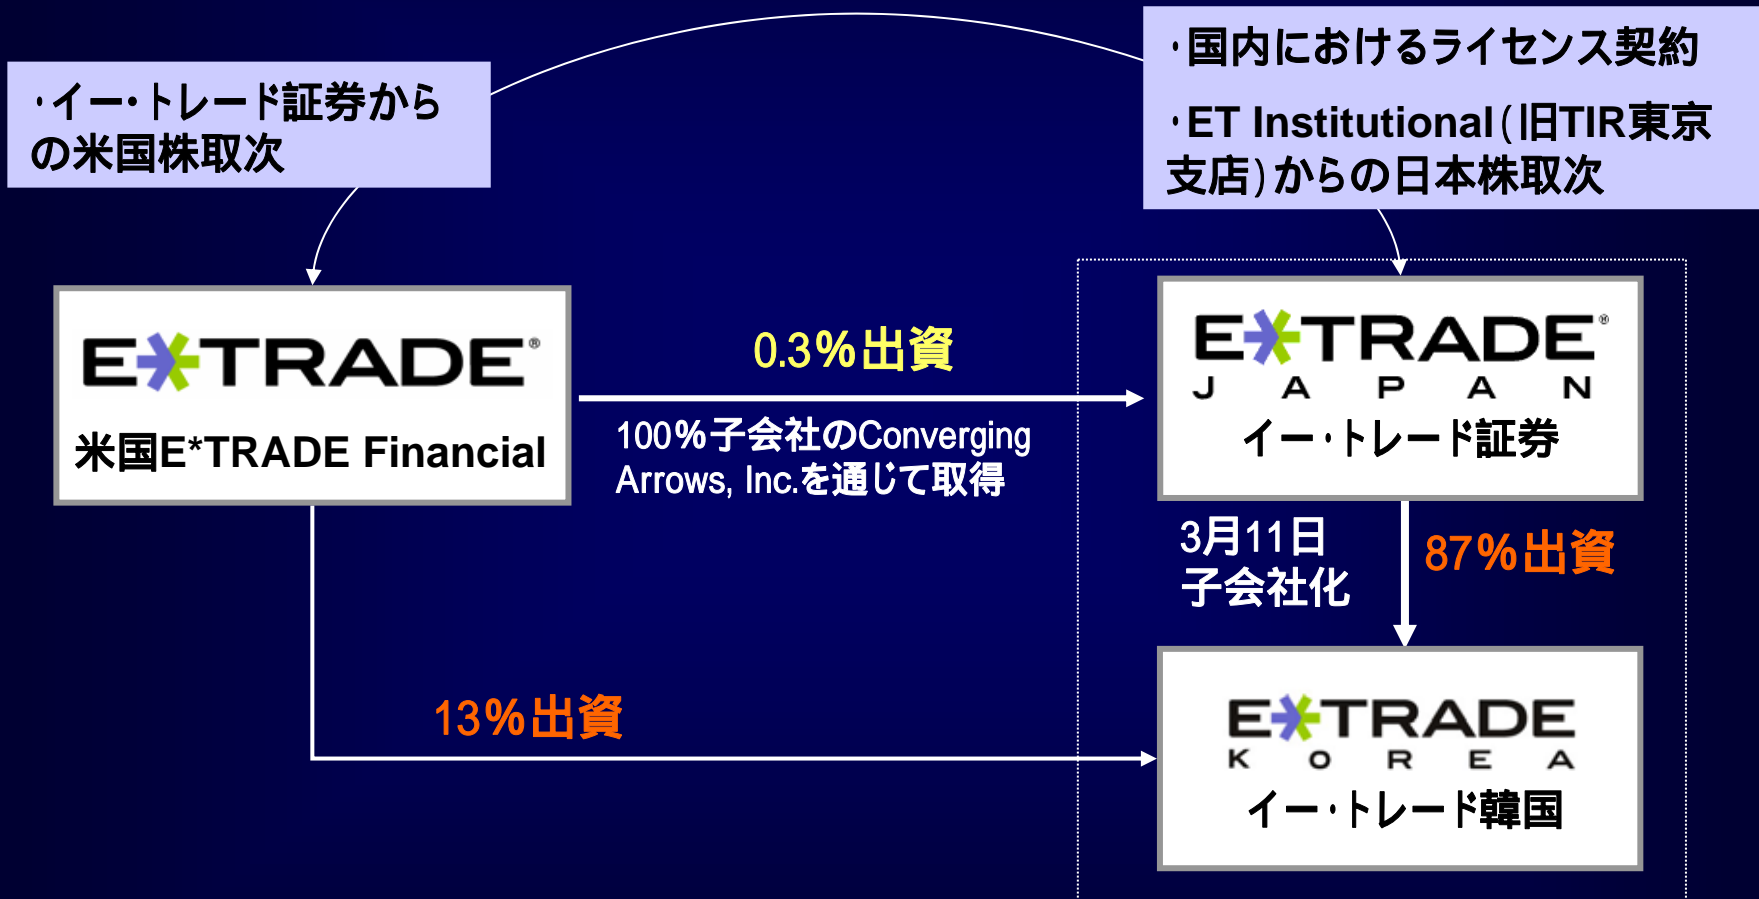 ・イー・トレード証券から
の米国株取次
・国内におけるライセンス契約
・ET Institutional(旧TIR東京
支店)からの日本株取次
E*TRADE®
米国E*TRADE Financial
0.3%出資
100%子会社のConverging
Arrows, Inc.を通じて取得
E*TRADE®
JAPAN
イー・トレード証券
3月11日
子会社化
87%出資
13%出資
E*TRADE
KOREA
イー・トレード韓国